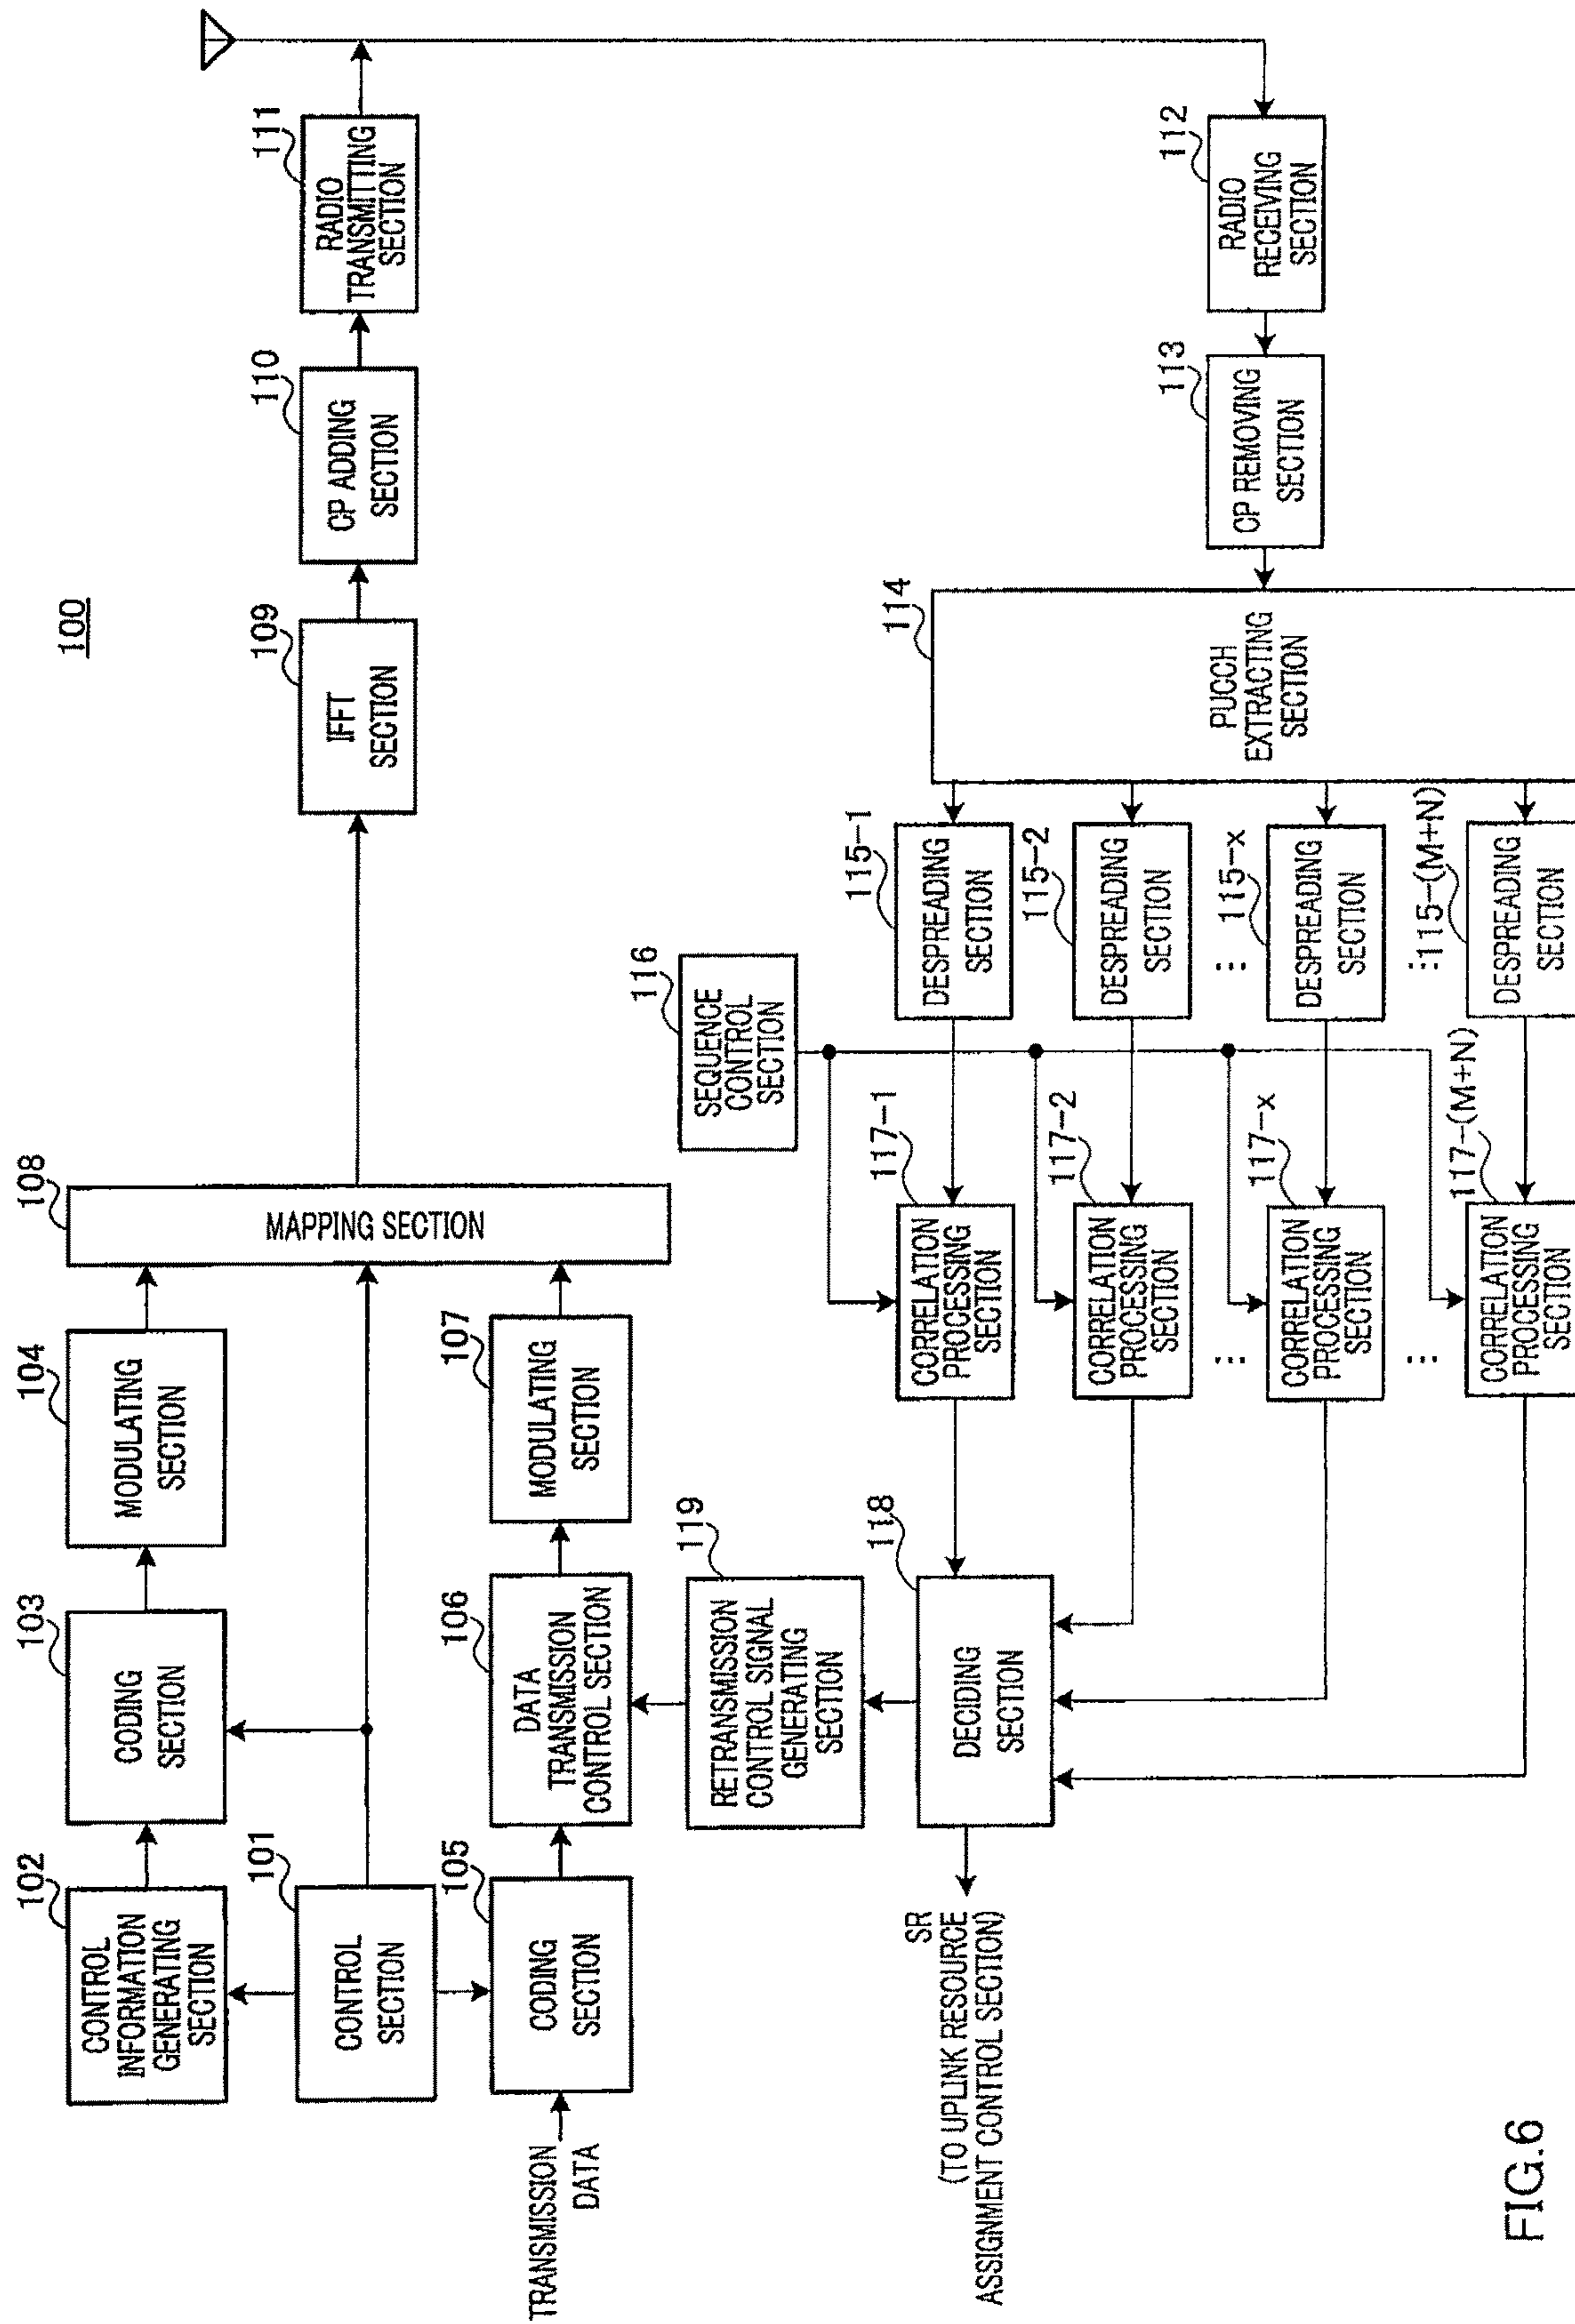 100
102
CONTROL
INFORMATION
GENERATING
SECTION
103
CODING
SECTION
104
MODULATING
SECTION
108
MAPPING SECTION
109
IFFT
SECTION
110
CP ADDING
SECTION
111
RADIO
TRANSMITTING
SECTION
101
CONTROL
SECTION
TRANSMISSION
DATA
105
CODING
SECTION
106
DATA
TRANSMISSION
CONTROL SECTION
107
MODULATING
SECTION
119
RETRANSMISSION
CONTROL SIGNAL
GENERATING
SECTION
116
SEQUENCE
CONTROL
SECTION
SR
(TO UPLINK RESOURCE
ASSIGNMENT CONTROL SECTION)
118
DECIDING
SECTION
117-1
CORRELATION
PROCESSING
SECTION
115-1
DESPREADING
SECTION
114
PUCCH
EXTRACTING
SECTION
113
CP REMOVING
SECTION
112
RADIO
RECEIVING
SECTION
117-2
CORRELATION
PROCESSING
SECTION
115-2
DESPREADING
SECTION
...
...
117-x
CORRELATION
PROCESSING
SECTION
115-x
DESPREADING
SECTION
...
...
117-(M+N)
CORRELATION
PROCESSING
SECTION
115-(M+N)
DESPREADING
SECTION
FIG.6